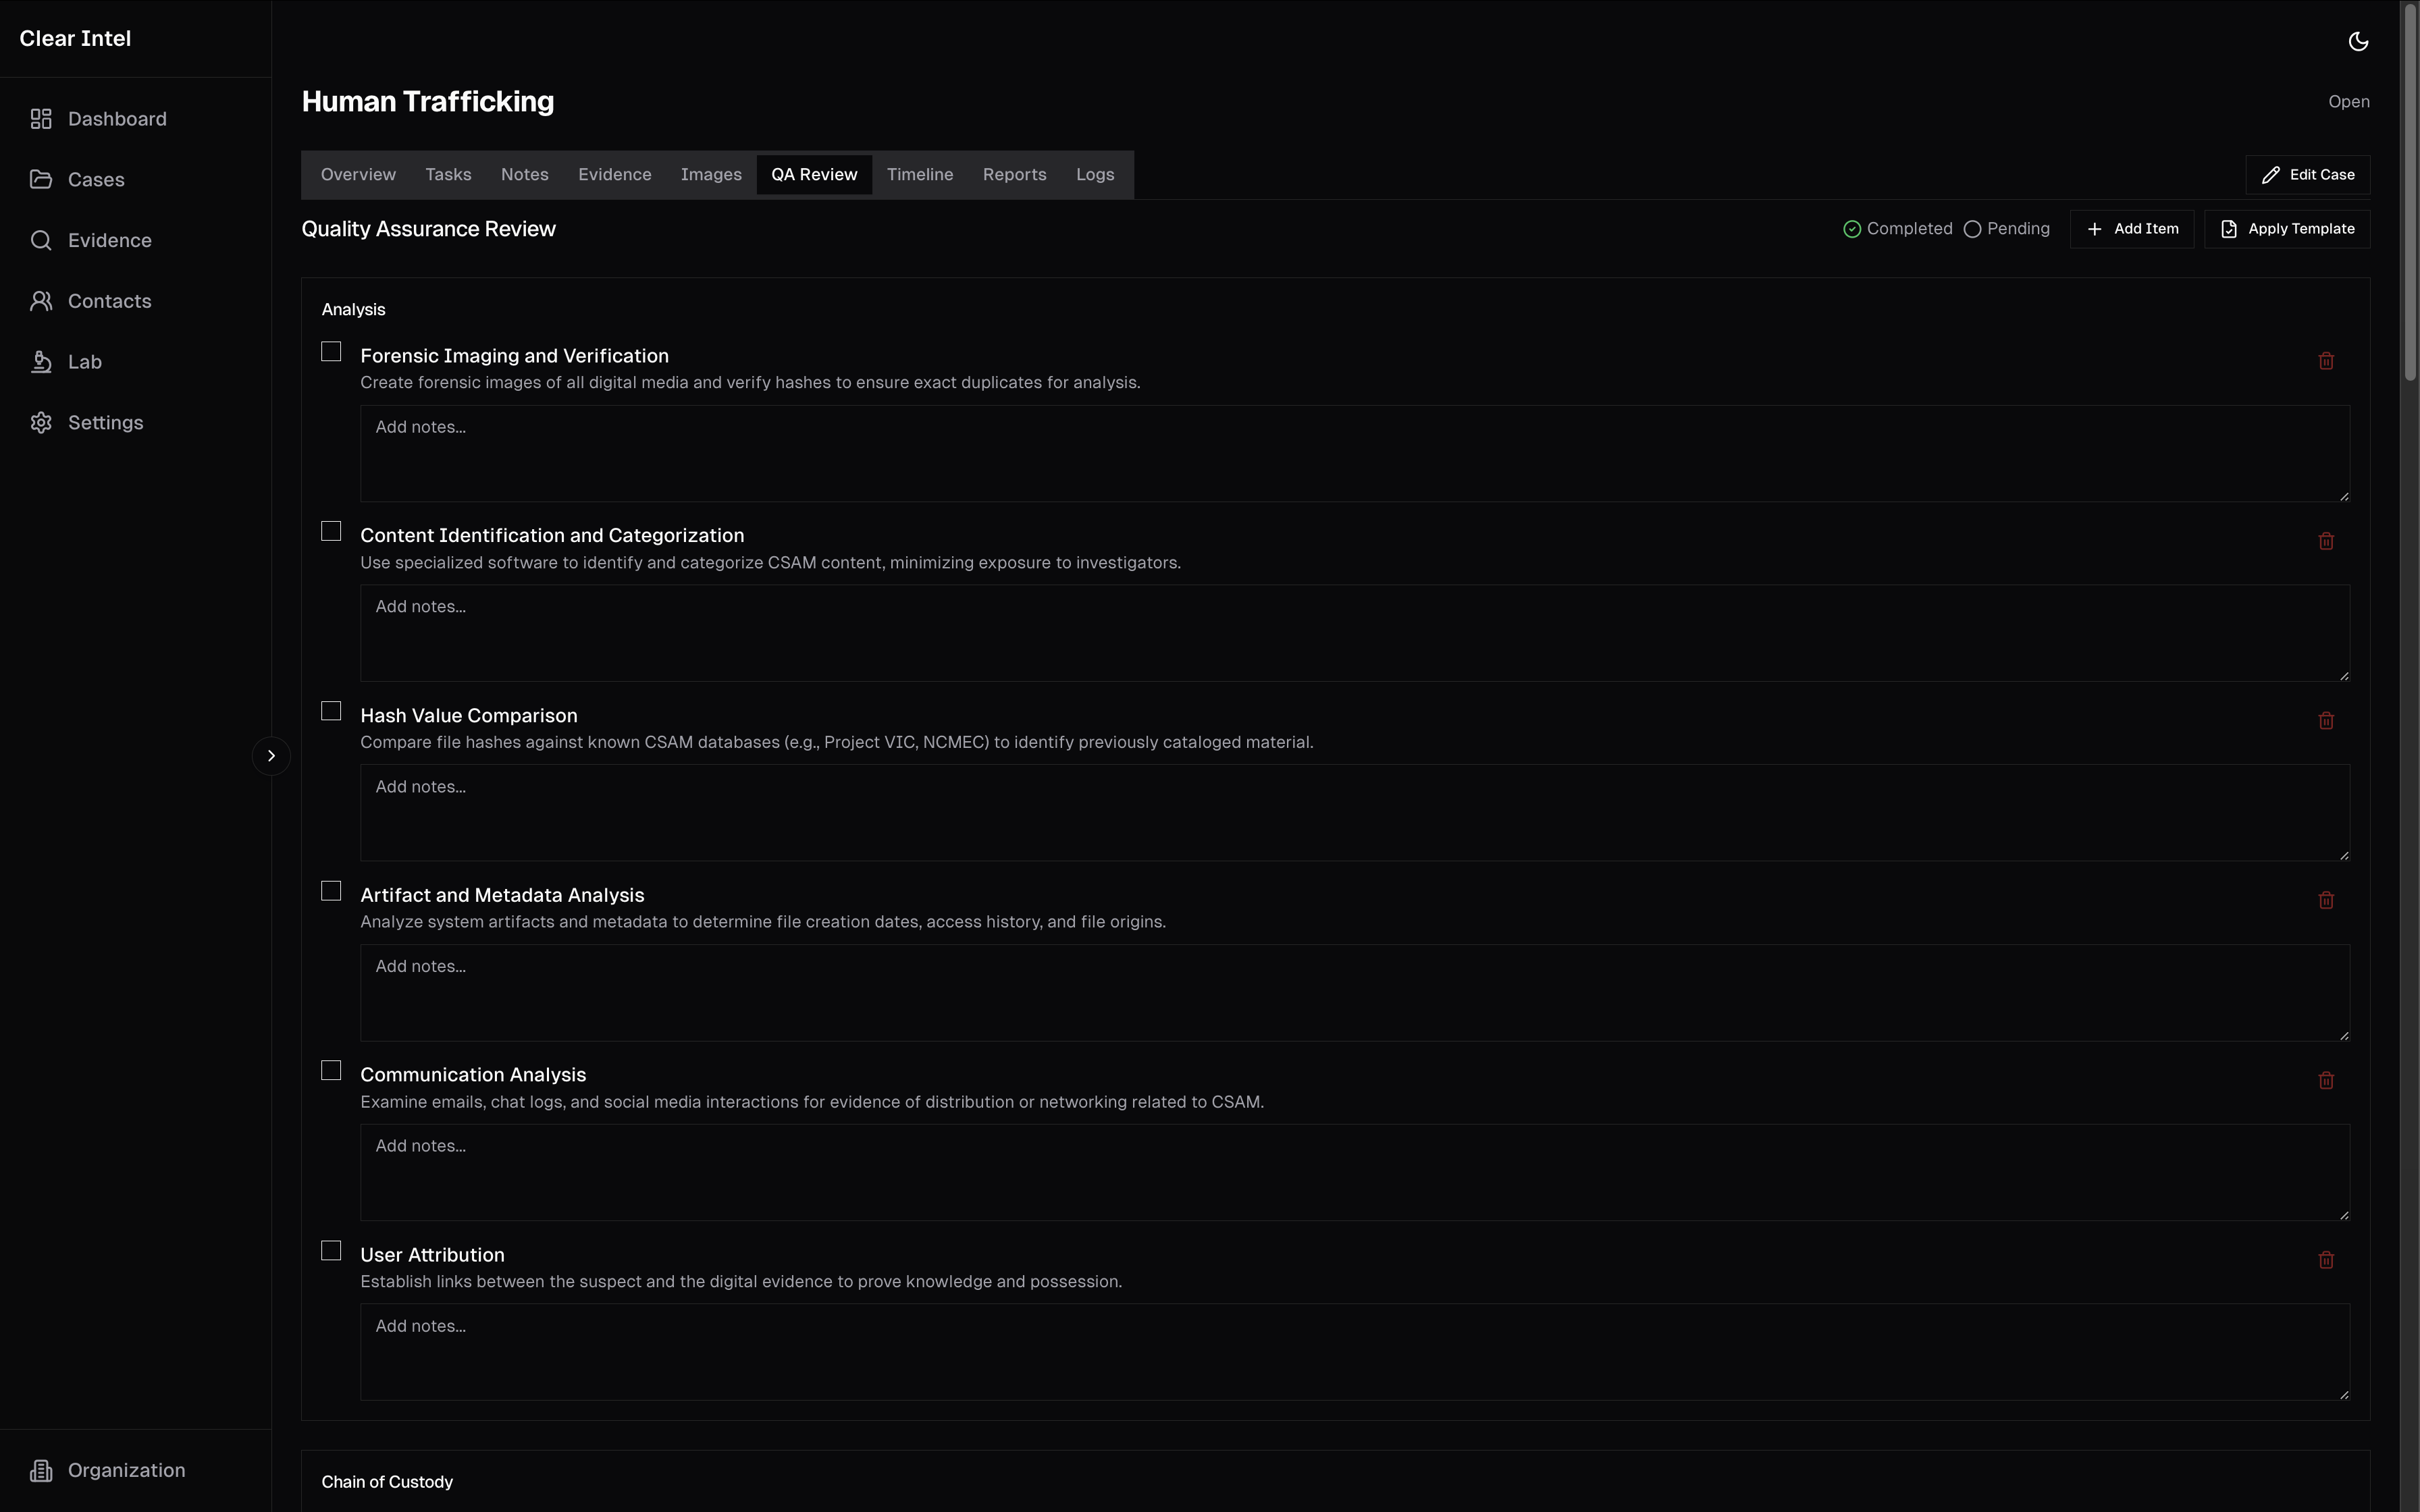 Clear Intel
Dashboard
Cases
Evidence
Contacts
Lab
Settings
Organization
Human Trafficking
Open
Overview Tasks Notes Evidence Images QA Review Timeline Reports Logs
Edit Case
Quality Assurance Review
Completed Pending
Add Item
Apply Template
Analysis
Forensic Imaging and Verification
Create forensic images of all digital media and verify hashes to ensure exact duplicates for analysis.
Add notes...
Content Identification and Categorization
Use specialized software to identify and categorize CSAM content, minimizing exposure to investigators.
Add notes...
Hash Value Comparison
Compare file hashes against known CSAM databases (e.g., Project VIC, NCMEC) to identify previously cataloged material.
Add notes...
Artifact and Metadata Analysis
Analyze system artifacts and metadata to determine file creation dates, access history, and file origins.
Add notes...
Communication Analysis
Examine emails, chat logs, and social media interactions for evidence of distribution or networking related to CSAM.
Add notes...
User Attribution
Establish links between the suspect and the digital evidence to prove knowledge and possession.
Add notes...
Chain of Custody